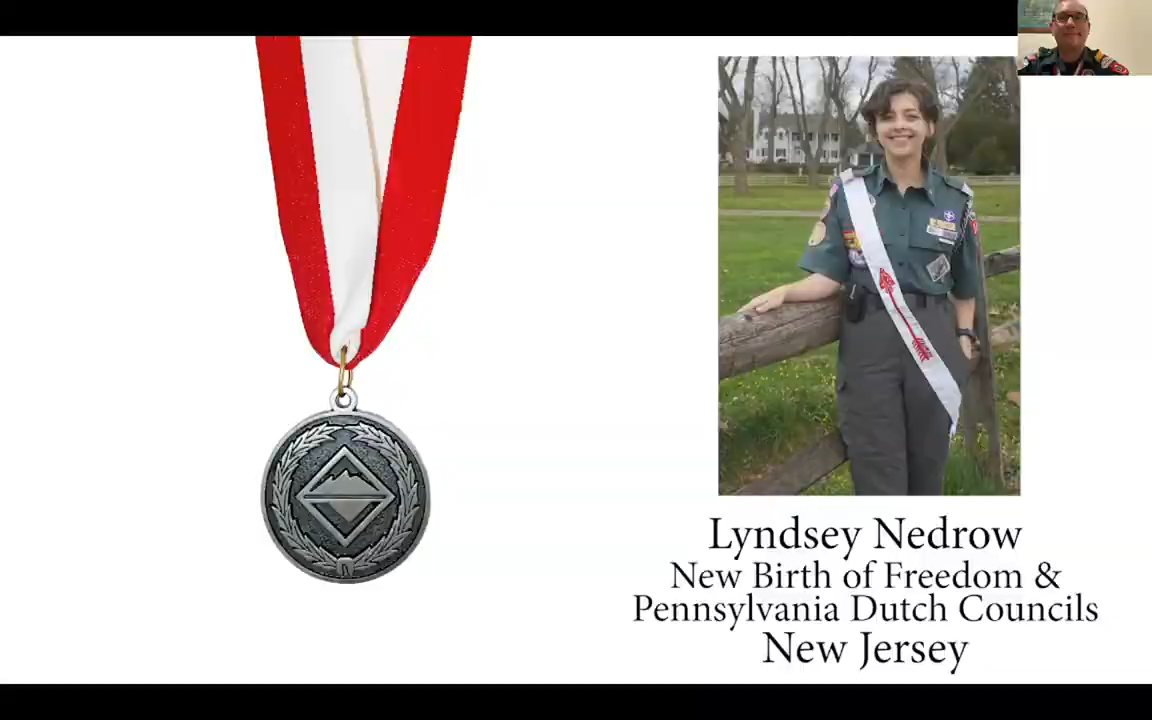 Lyndsey Nedrow
New Birth of Freedom &
Pennsylvania Dutch Councils
New Jersey